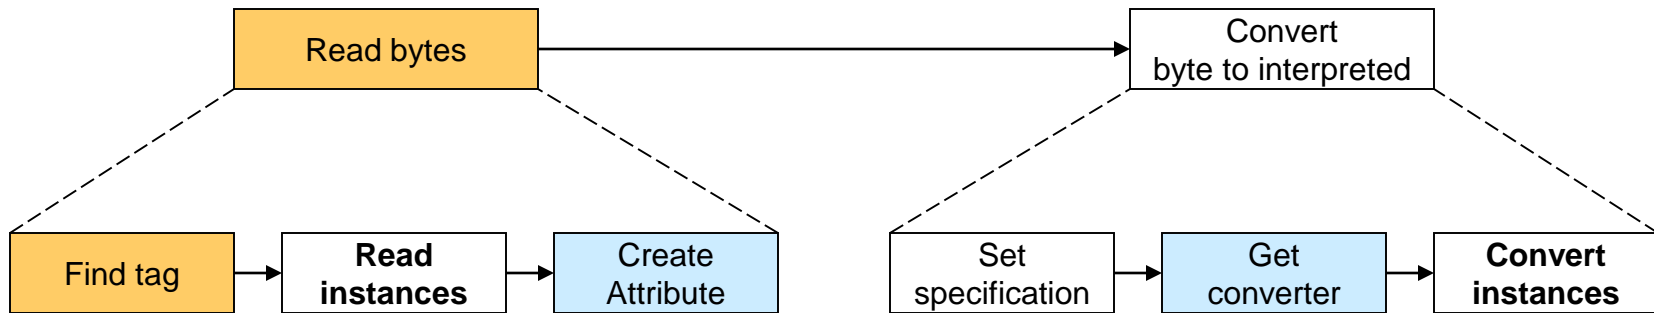 Read bytes
Convert
byte to interpreted
Find tag
Read
instances
Create
Attribute
Set
specification
Get
converter
Convert
instances